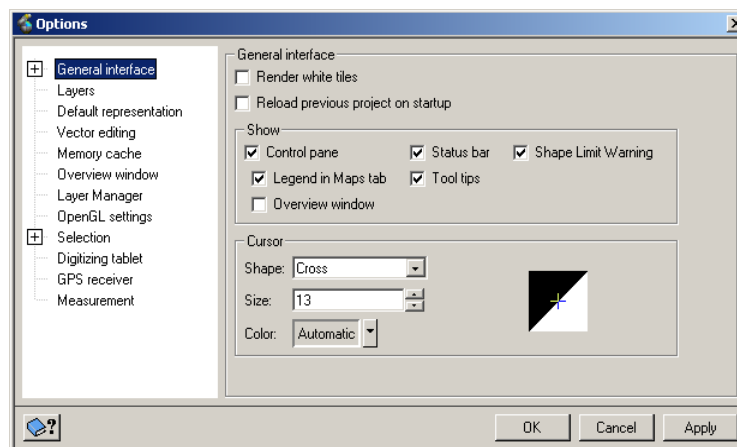 Options
General interface
Layers
Default representation
Vector editing
Memory cache
Overview window
Layer Manager
OpenGL settings
Selection
Digitizing tablet
GPS receiver
Measurement
General interface
Render white tiles
Reload previous project on startup
Show
Control pane Status bar Shape Limit Warning
Legend in Maps tab Tool tips
Overview window
Cursor
Shape: Cross
Size: 13
Color: Automatic
? OK Cancel Apply